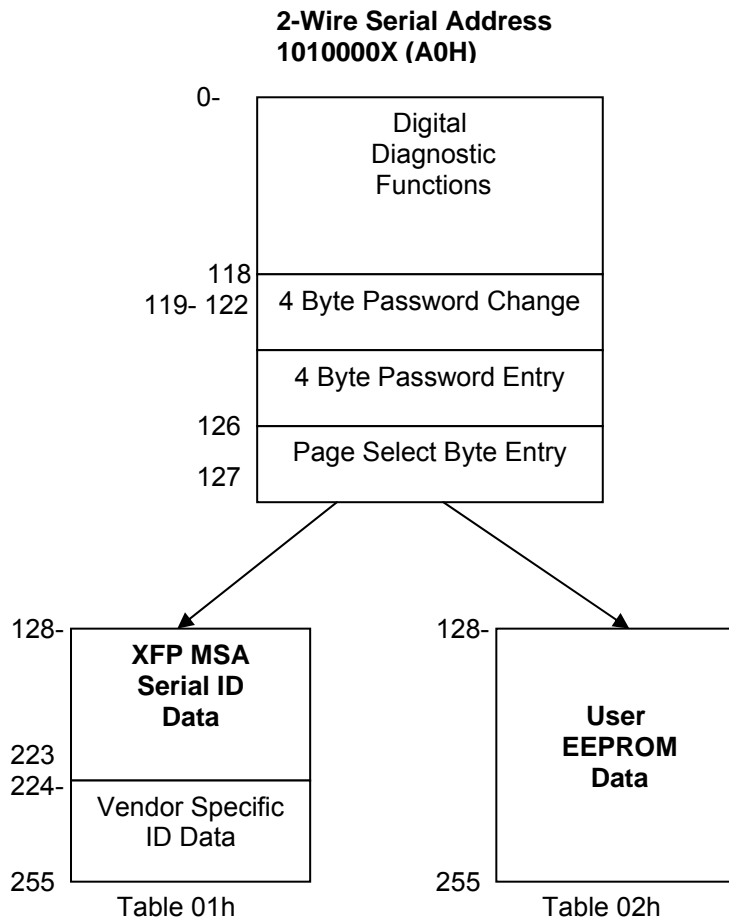 2-Wire Serial Address
1010000X (A0H)
0-
Digital
Diagnostic
Functions
118
119- 122
4 Byte Password Change
4 Byte Password Entry
126
Page Select Byte Entry
127
128-
XFP MSA
Serial ID
Data
223
224-
Vendor Specific
ID Data
255
Table 01h
128-
User
EEPROM
Data
255
Table 02h